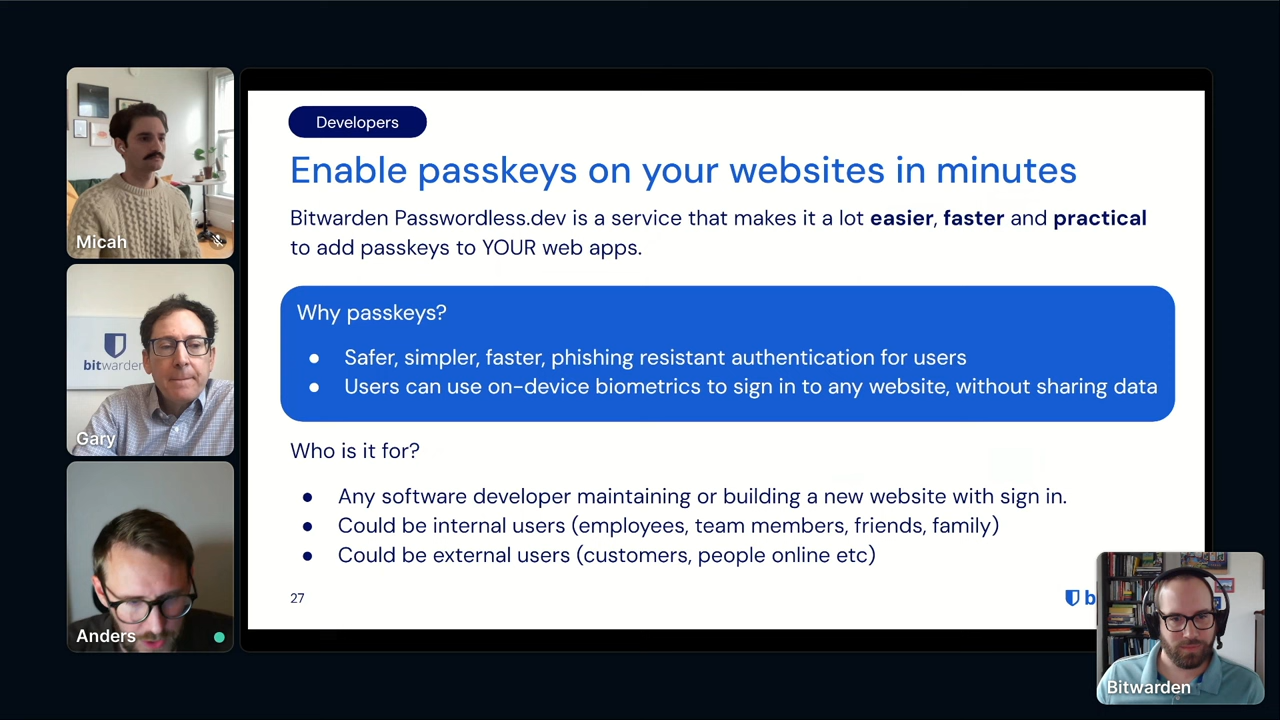 Developers
Enable passkeys on your websites in minutes
Bitwarden Passwordless.dev is a service that makes it a lot easier, faster and practical
to add passkeys to YOUR web apps.
Why passkeys?
● Safer, simpler, faster, phishing resistant authentication for users
● Users can use on-device biometrics to sign in to any website, without sharing data
Who is it for?
● Any software developer maintaining or building a new website with sign in.
● Could be internal users (employees, team members, friends, family)
● Could be external users (customers, people online etc)
27
b
Micah
bitwarden
Gary
Anders
Bitwarden